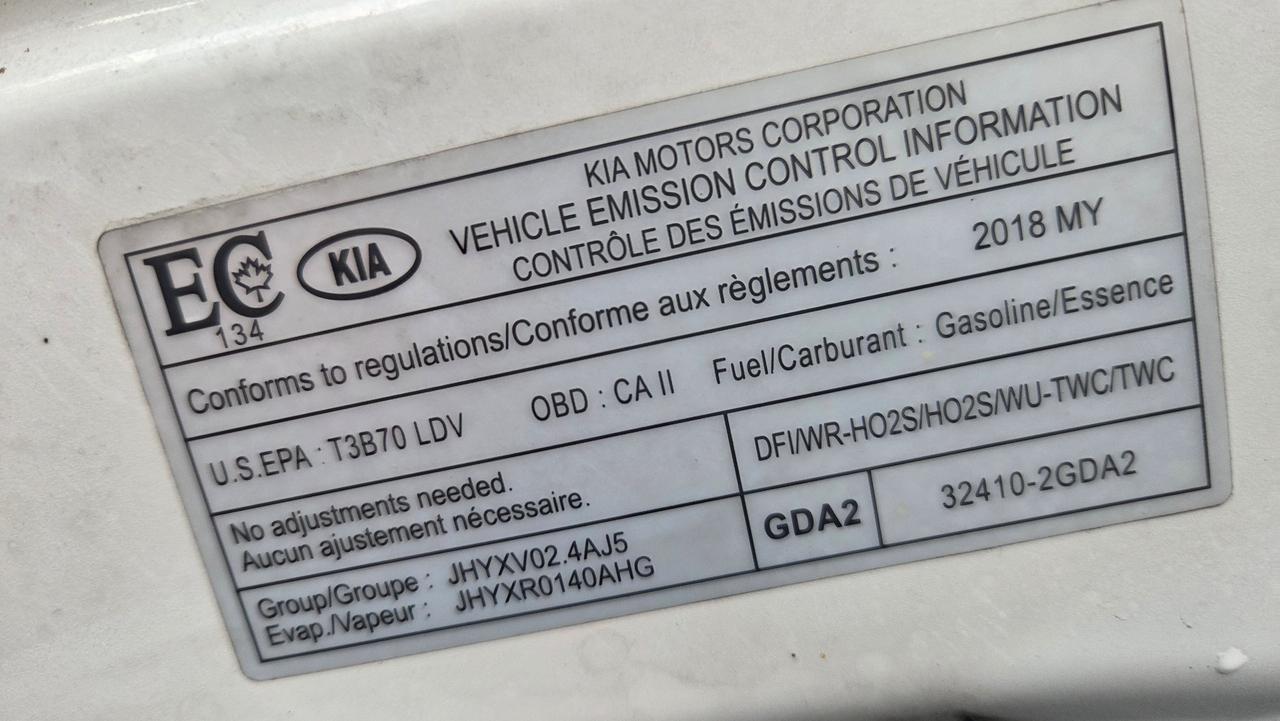 KIA MOTORS CORPORATION
VEHICLE EMISSION CONTROL INFORMATION
CONTRÔLE DES ÉMISSIONS DE VÉHICULE
EC
134
KIA
Conforms to regulations/Conforme aux règlements : 2018 MY
U.S.EPA : T3B70 LDV OBD : CA II Fuel/Carburant : Gasoline/Essence
No adjustments needed.
Aucun ajustement nécessaire.
DFI/WR-HO2S/HO2S/WU-TWC/TWC
Group/Groupe : JHYXV02.4AJ5
Evap./Vapeur : JHYXR0140AHG
GDA2
32410-2GDA2